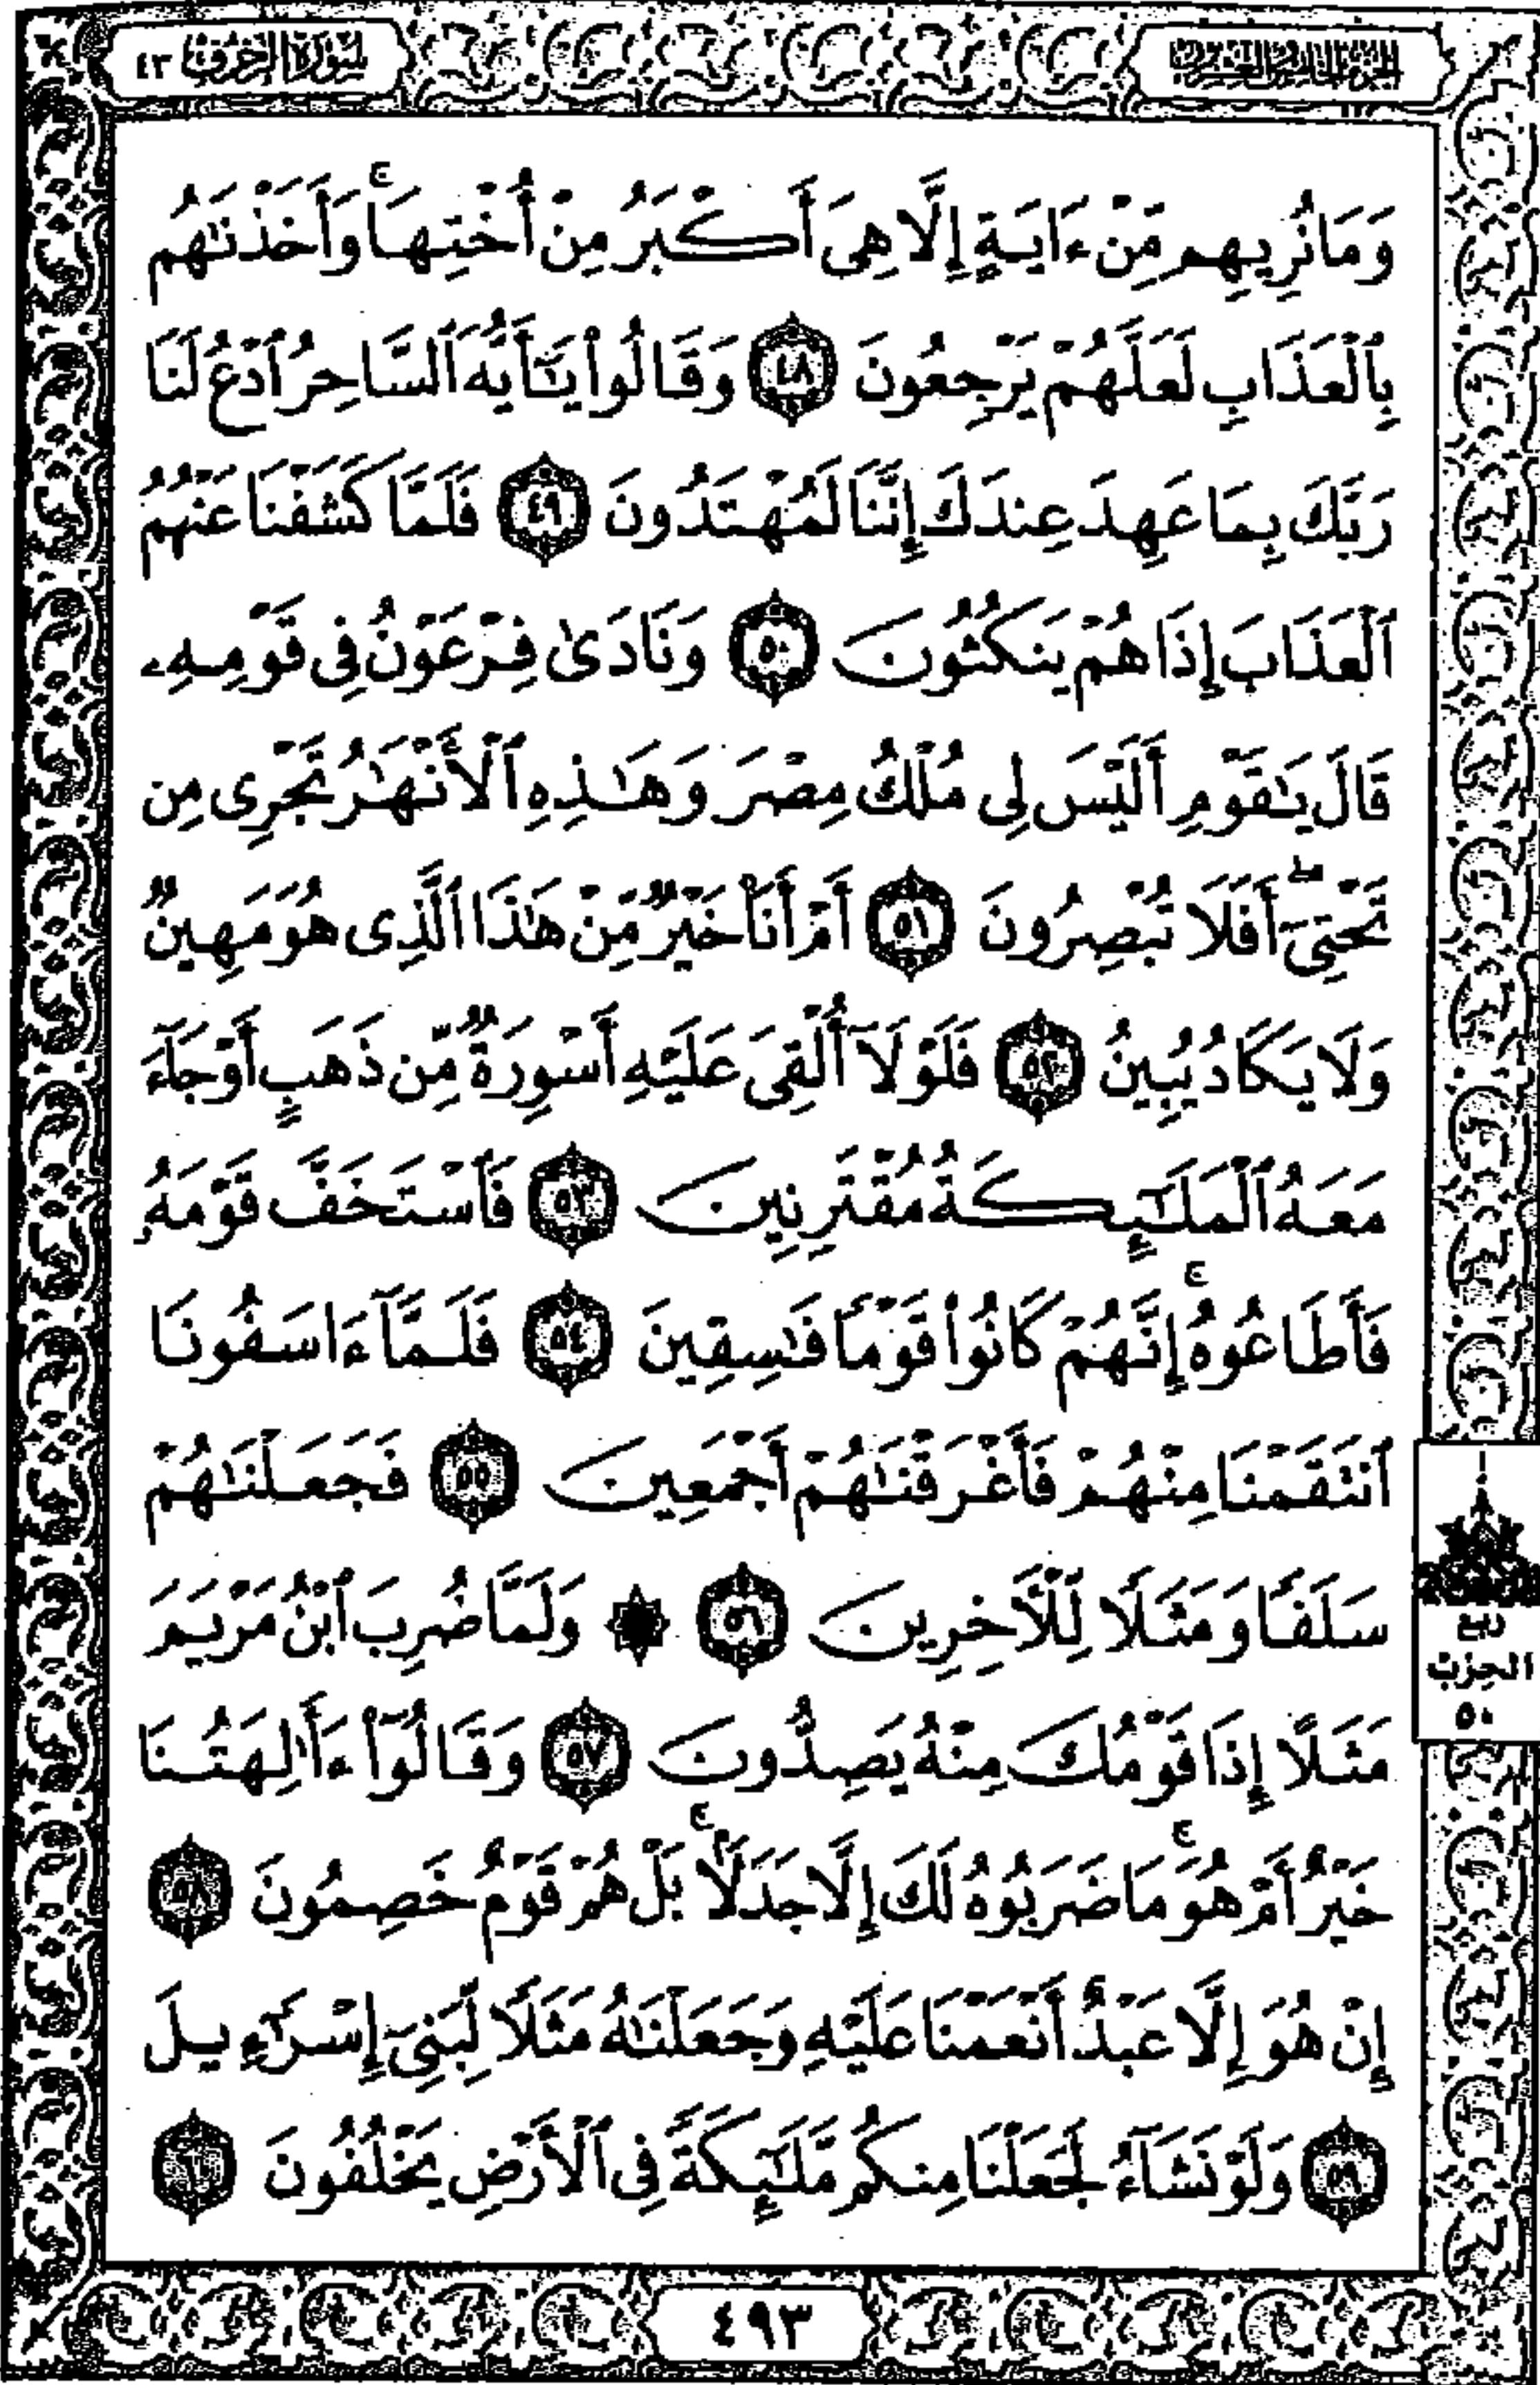 الجزء الخامس والعشرون
سورة الزخرف ٤٣
وَمَا نُرِيهِم مِّنْ ءَايَةٍ إِلَّا هِىَ أَكْبَرُ مِنْ أُخْتِهَا ۖ وَأَخَذْنَٰهُم
بِٱلْعَذَابِ لَعَلَّهُمْ يَرْجِعُونَ ٤٨ وَقَالُوا۟ يَٰٓأَيُّهَ ٱلسَّاحِرُ ٱدْعُ لَنَا
رَبَّكَ بِمَا عَهِدَ عِندَكَ إِنَّنَا لَمُهْتَدُونَ ٤٩ فَلَمَّا كَشَفْنَا عَنْهُمُ
ٱلْعَذَابَ إِذَا هُمْ يَنكُثُونَ ٥٠ وَنَادَىٰ فِرْعَوْنُ فِى قَوْمِهِۦ
قَالَ يَٰقَوْمِ أَلَيْسَ لِى مُلْكُ مِصْرَ وَهَٰذِهِ ٱلْأَنْهَٰرُ تَجْرِى مِن
تَحْتِىٓ ۖ أَفَلَا تُبْصِرُونَ ٥١ أَمْ أَنَا۠ خَيْرٌ مِّنْ هَٰذَا ٱلَّذِى هُوَ مَهِينٌ
وَلَا يَكَادُ يُبِينُ ٥٢ فَلَوْلَآ أُلْقِىَ عَلَيْهِ أَسْوِرَةٌ مِّن ذَهَبٍ أَوْ جَآءَ
مَعَهُ ٱلْمَلَٰٓئِكَةُ مُقْتَرِنِينَ ٥٣ فَٱسْتَخَفَّ قَوْمَهُۥ
فَأَطَاعُوهُ ۚ إِنَّهُمْ كَانُوا۟ قَوْمًا فَٰسِقِينَ ٥٤ فَلَمَّآ ءَاسَفُونَا
ٱنتَقَمْنَا مِنْهُمْ فَأَغْرَقْنَٰهُمْ أَجْمَعِينَ ٥٥ فَجَعَلْنَٰهُمْ
سَلَفًا وَمَثَلًا لِّلْـَٔاخِرِينَ ٥٦ ۞ وَلَمَّا ضُرِبَ ٱبْنُ مَرْيَمَ
مَثَلًا إِذَا قَوْمُكَ مِنْهُ يَصِدُّونَ ٥٧ وَقَالُوٓا۟ ءَأَٰلِهَتُنَا
خَيْرٌ أَمْ هُوَ ۚ مَا ضَرَبُوهُ لَكَ إِلَّا جَدَلًۢا ۚ بَلْ هُمْ قَوْمٌ خَصِمُونَ ٥٨
إِنْ هُوَ إِلَّا عَبْدٌ أَنْعَمْنَا عَلَيْهِ وَجَعَلْنَٰهُ مَثَلًا لِّبَنِىٓ إِسْرَٰٓءِيلَ
٥٩ وَلَوْ نَشَآءُ لَجَعَلْنَا مِنكُم مَّلَٰٓئِكَةً فِى ٱلْأَرْضِ يَخْلُفُونَ ٦٠
ربع
الحزب
٥٠
٤٩٣